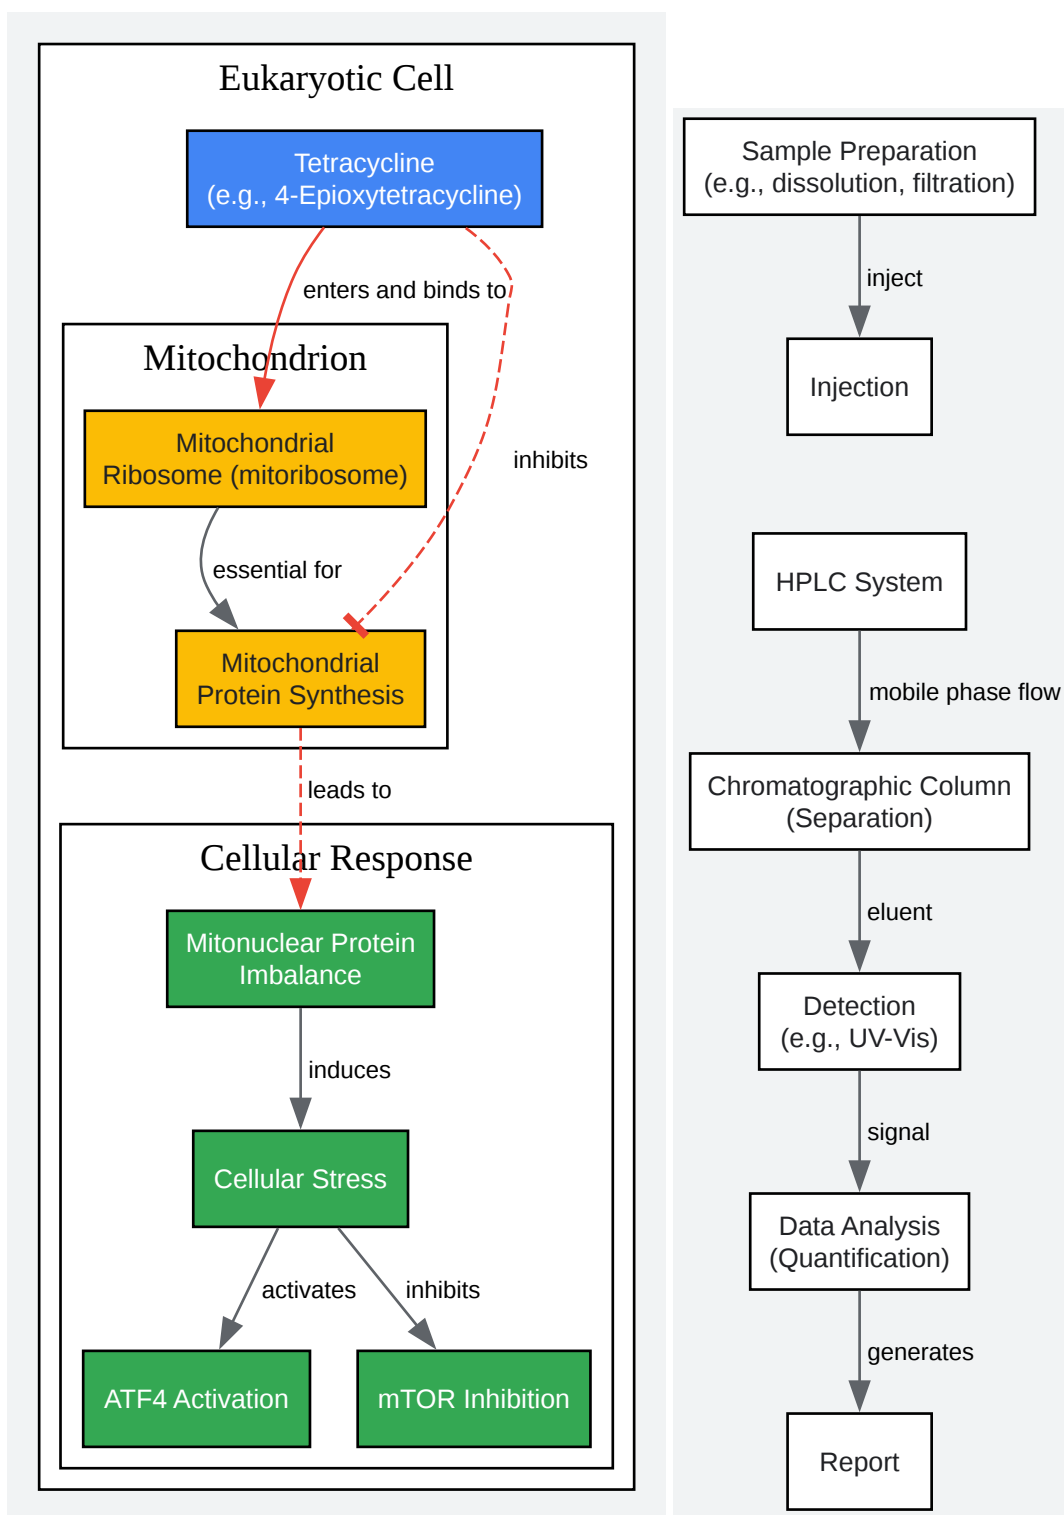 Eukaryotic Cell
Tetracycline
(e.g., 4-Epioxytetracycline)
enters and binds to
Mitochondrion
Mitochondrial
Ribosome (mitoribosome)
inhibits
essential for
Mitochondrial
Protein Synthesis
leads to
Cellular Response
Mitonuclear Protein
Imbalance
induces
Cellular Stress
activates
inhibits
ATF4 Activation
mTOR Inhibition
Sample Preparation
(e.g., dissolution, filtration)
inject
Injection
HPLC System
mobile phase flow
Chromatographic Column
(Separation)
eluent
Detection
(e.g., UV-Vis)
signal
Data Analysis
(Quantification)
generates
Report